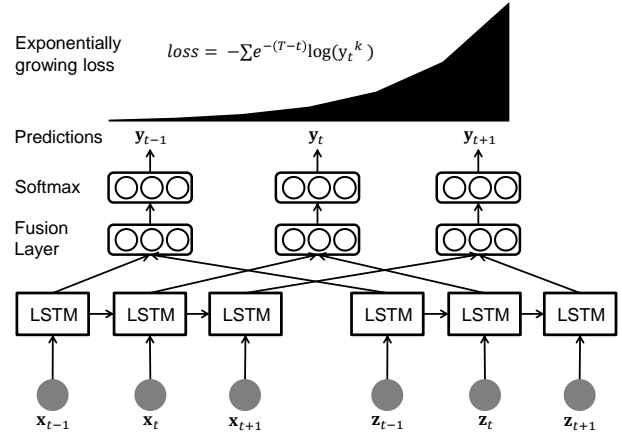 Exponentially
growing loss
loss = −∑e^{−(T−t)}log(y_t^k)
Predictions
y_{t−1} y_t y_{t+1}
Softmax
Fusion
Layer
LSTM LSTM LSTM LSTM LSTM LSTM
x_{t−1} x_t x_{t+1} z_{t−1} z_t z_{t+1}